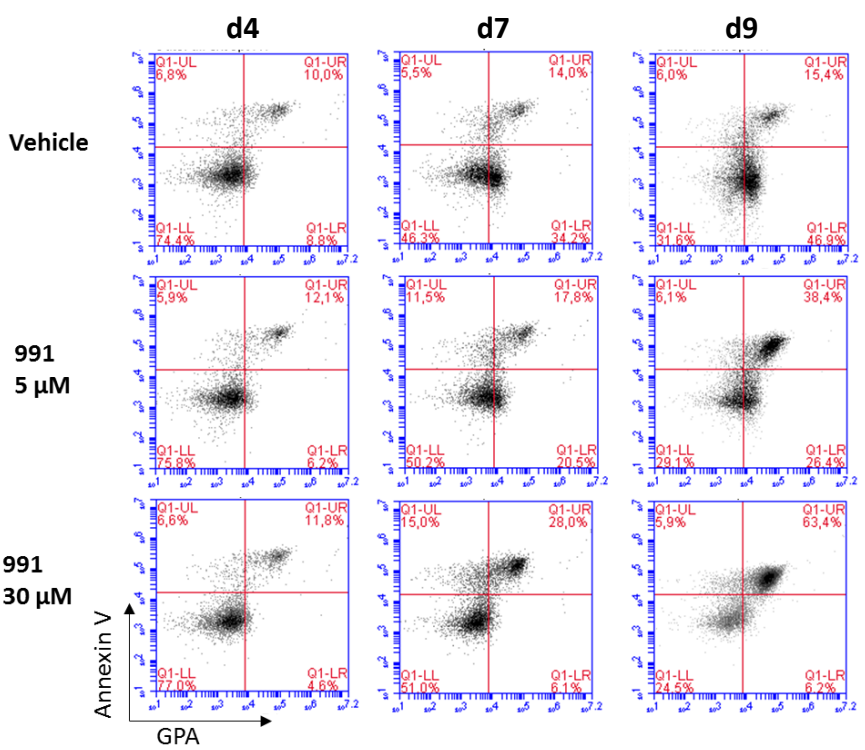 d4 d7 d9
Vehicle
Q1-UL Q1-UR
6,8% 10,0%
Q1-LL Q1-LR
74,4% 8,8%
Q1-UL Q1-UR
5,5% 14,0%
Q1-LL Q1-LR
46,3% 34,2%
Q1-UL Q1-UR
6,0% 15,4%
Q1-LL Q1-LR
31,6% 46,9%
991
5 μM
Q1-UL Q1-UR
5,9% 12,1%
Q1-LL Q1-LR
75,8% 6,2%
Q1-UL Q1-UR
11,5% 17,8%
Q1-LL Q1-LR
50,2% 20,5%
Q1-UL Q1-UR
6,1% 38,4%
Q1-LL Q1-LR
29,1% 26,4%
991
30 μM
Q1-UL Q1-UR
6,6% 11,8%
Q1-LL Q1-LR
77,0% 4,6%
Q1-UL Q1-UR
15,0% 28,0%
Q1-LL Q1-LR
51,0% 6,1%
Q1-UL Q1-UR
5,9% 63,4%
Q1-LL Q1-LR
24,5% 6,2%
Annexin V
GPA